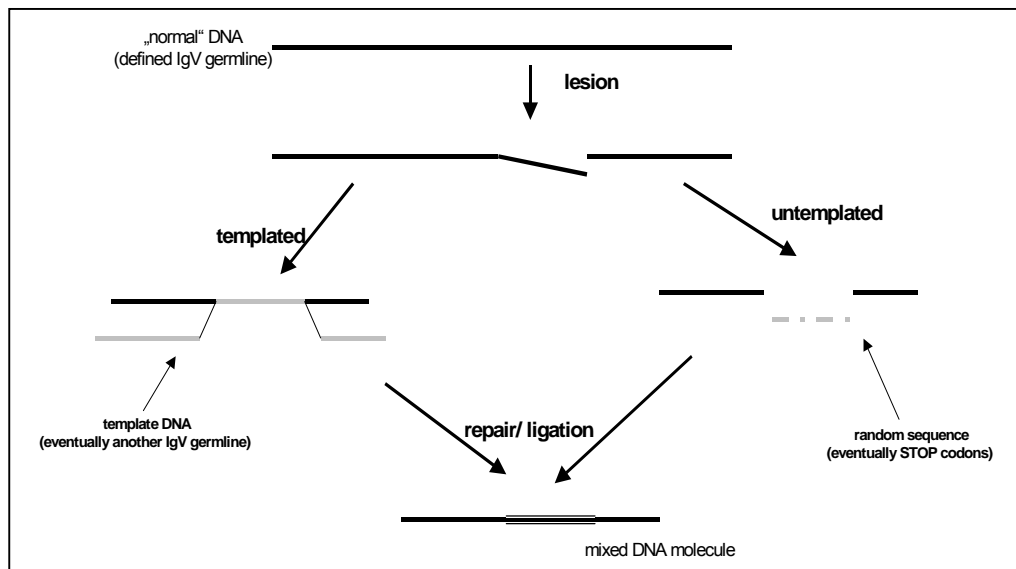 „normal“ DNA
(defined IgV germline)
lesion
templated
untemplated
template DNA
(eventually another IgV germline)
repair/ ligation
random sequence
(eventually STOP codons)
mixed DNA molecule